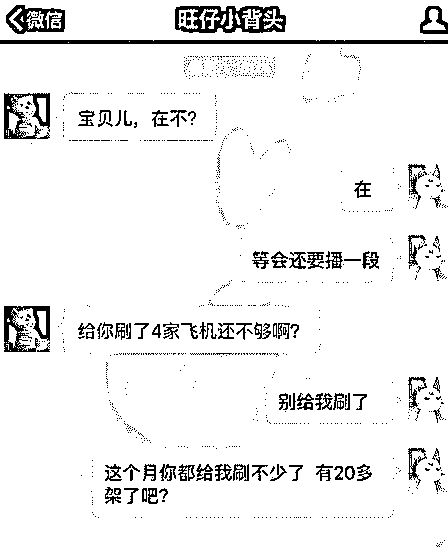 微信
旺仔小背头
宝贝儿，在不?
在
等会还要播一段
给你刷了4家飞机还不够啊?
别给我刷了
这个月你都给我刷不少了 有20多
架了吧?